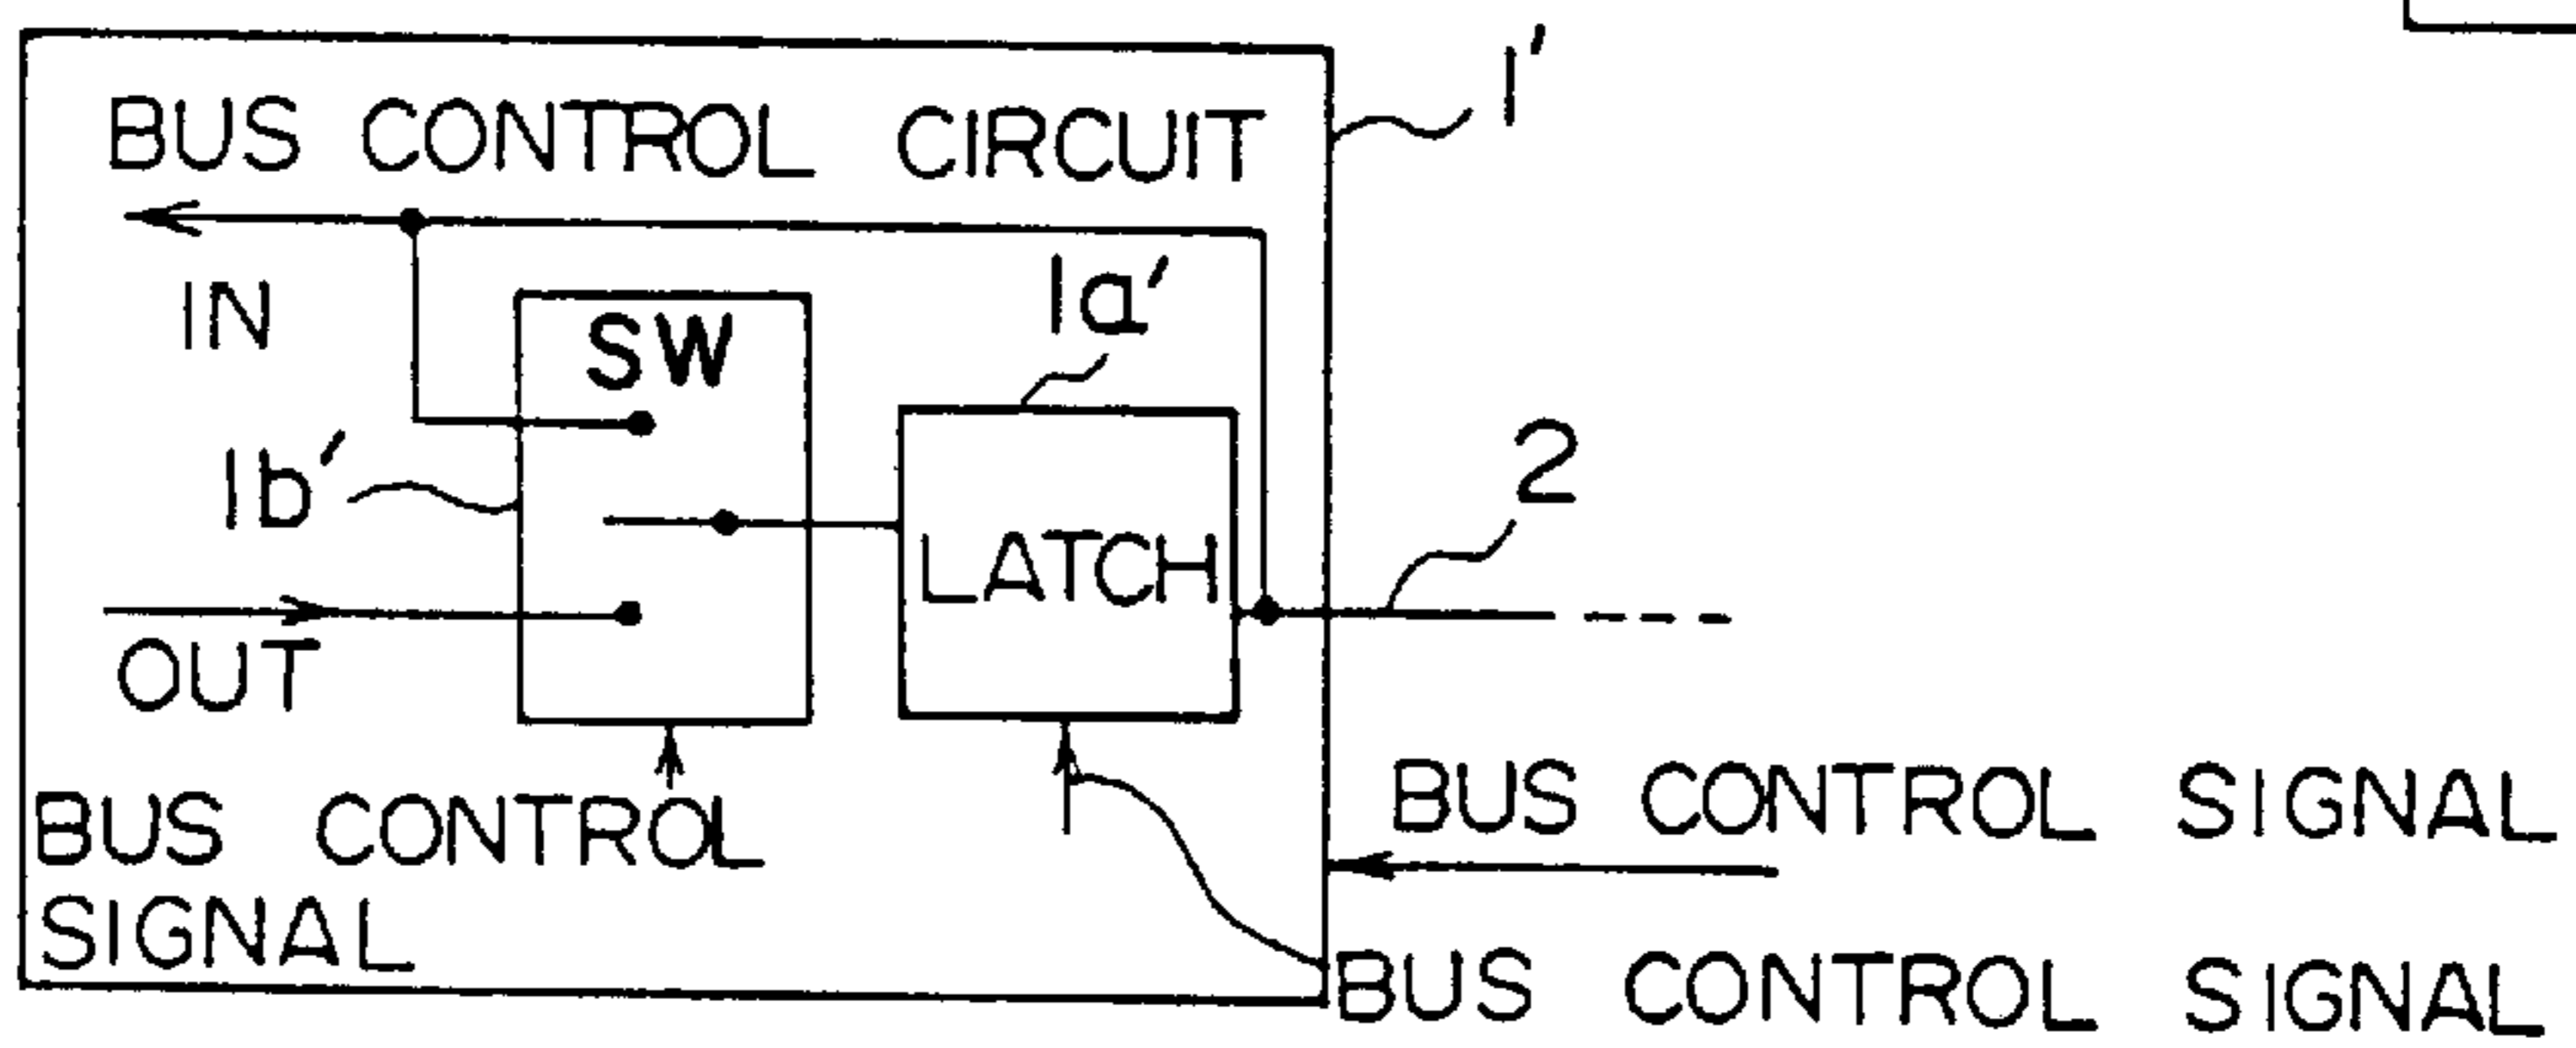 1'
BUS CONTROL CIRCUIT
IN
SW
1a'
1b'
2
LATCH
OUT
BUS CONTROL
SIGNAL
BUS CONTROL SIGNAL
BUS CONTROL SIGNAL